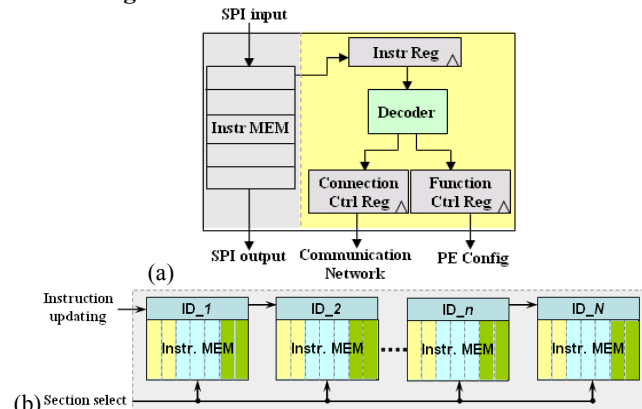 SPI input
Instr Reg
Instr MEM
Decoder
Connection
Ctrl Reg
Function
Ctrl Reg
SPI output
Communication
Network
PE Config
(a)
Instruction
updating
ID_1
ID_2
ID_n
ID_N
Instr. MEM
Instr. MEM
Instr. MEM
Instr. MEM
(b) Section select